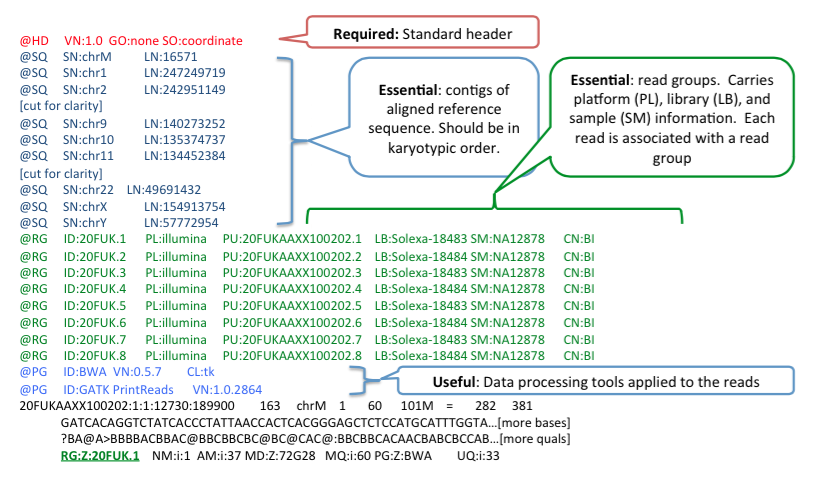 Required: Standard header
@HD VN:1.0 GO:none SO:coordinate
@SQ SN:chrM LN:16571
@SQ SN:chr1 LN:247249719
@SQ SN:chr2 LN:242951149
[cut for clarity]
@SQ SN:chr9 LN:140273252
@SQ SN:chr10 LN:135374737
@SQ SN:chr11 LN:134452384
[cut for clarity]
@SQ SN:chr22 LN:49691432
@SQ SN:chrX LN:154913754
@SQ SN:chrY LN:57772954
Essential: contigs of
aligned reference
sequence. Should be in
karyotypic order.
Essential: read groups. Carries
platform (PL), library (LB), and
sample (SM) information. Each
read is associated with a read
group
@RG ID:20FUK.1 PL:illumina PU:20FUKAAXX100202.1 LB:Solexa-18483 SM:NA12878 CN:BI
@RG ID:20FUK.2 PL:illumina PU:20FUKAAXX100202.2 LB:Solexa-18484 SM:NA12878 CN:BI
@RG ID:20FUK.3 PL:illumina PU:20FUKAAXX100202.3 LB:Solexa-18483 SM:NA12878 CN:BI
@RG ID:20FUK.4 PL:illumina PU:20FUKAAXX100202.4 LB:Solexa-18484 SM:NA12878 CN:BI
@RG ID:20FUK.5 PL:illumina PU:20FUKAAXX100202.5 LB:Solexa-18483 SM:NA12878 CN:BI
@RG ID:20FUK.6 PL:illumina PU:20FUKAAXX100202.6 LB:Solexa-18484 SM:NA12878 CN:BI
@RG ID:20FUK.7 PL:illumina PU:20FUKAAXX100202.7 LB:Solexa-18483 SM:NA12878 CN:BI
@RG ID:20FUK.8 PL:illumina PU:20FUKAAXX100202.8 LB:Solexa-18484 SM:NA12878 CN:BI
@PG ID:BWA VN:0.5.7 CL:tk
@PG ID:GATK PrintReads VN:1.0.2864
Useful: Data processing tools applied to the reads
20FUKAAXX100202:1:1:12730:189900 163 chrM 1 60 101M = 282 381
GATCACAGGTCTATCACCCTATTAACCACTCACGGGAGCTCTCCATGCATTTGGTA...[more bases]
?BA@A>BBBBACBBAC@BBCBBCBC@BC@CAC@:BBCBBCACAACBABCBCCAB...[more quals]
RG:Z:20FUK.1 NM:i:1 AM:i:37 MD:Z:72G28 MQ:i:60 PG:Z:BWA UQ:i:33